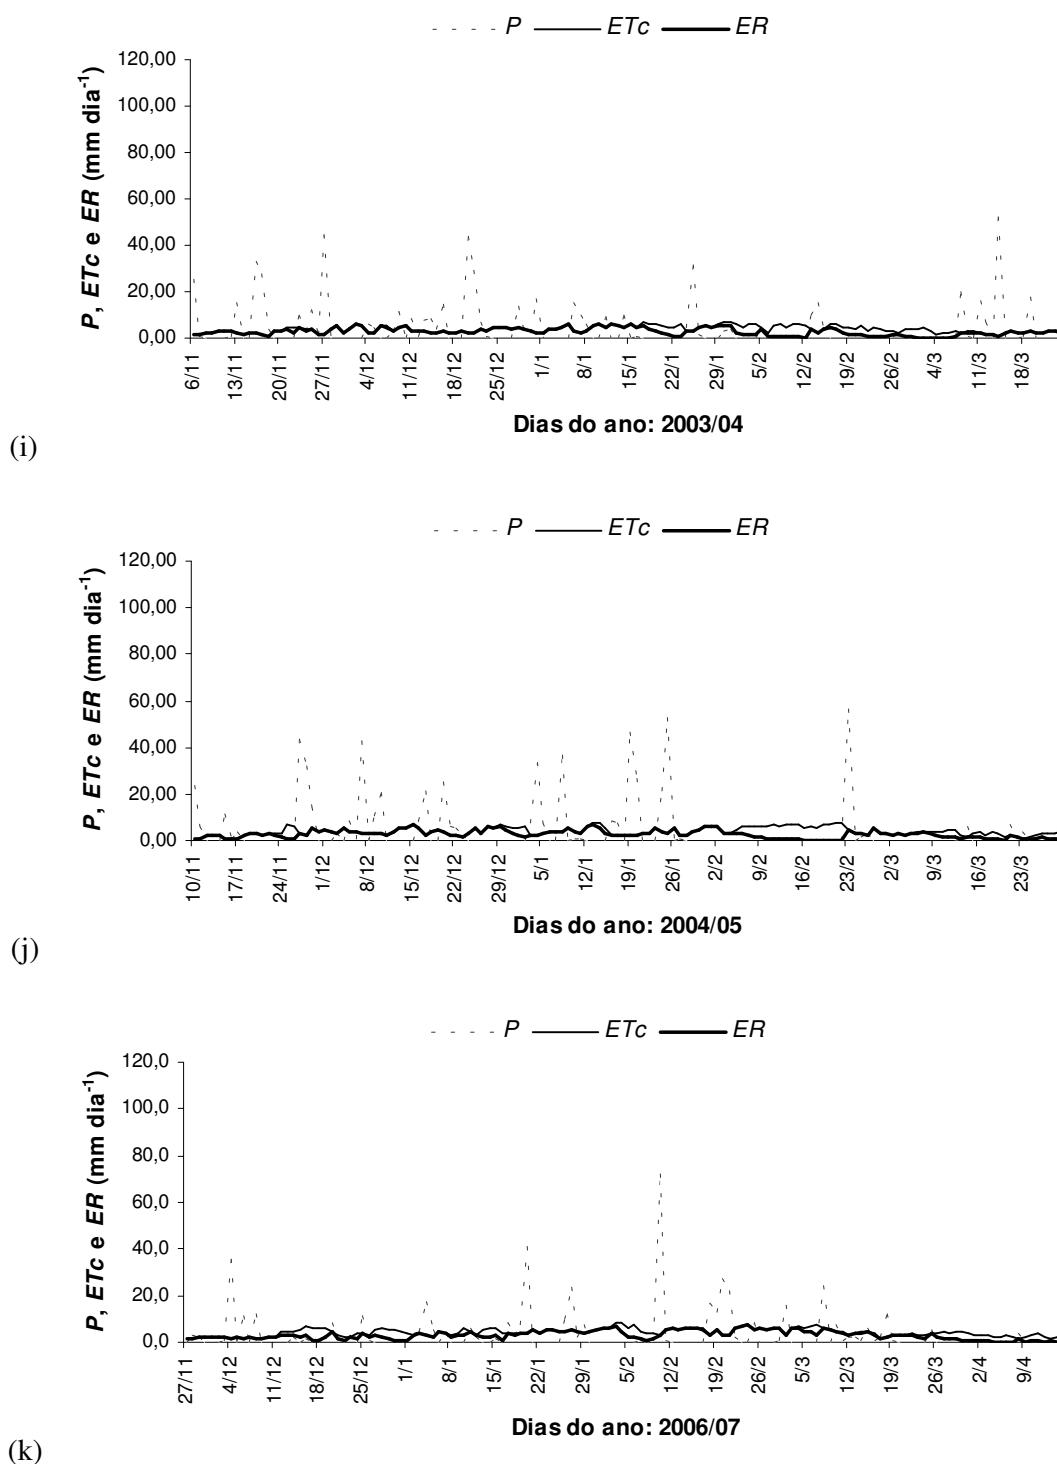 P ETc ER
120,00
100,00
80,00
60,00
40,00
20,00
0,00
P, ETc e ER (mm dia⁻¹)
6/11 13/11 20/11 27/11 4/12 11/12 18/12 25/12 1/1 8/1 15/1 22/1 29/1 5/2 12/2 19/2 26/2 4/3 11/3 18/3
Dias do ano: 2003/04
(i)
P ETc ER
120,00
100,00
80,00
60,00
40,00
20,00
0,00
P, ETc e ER (mm dia⁻¹)
10/11 17/11 24/11 1/12 8/12 15/12 22/12 29/12 5/1 12/1 19/1 26/1 2/2 9/2 16/2 23/2 2/3 9/3 16/3 23/3
Dias do ano: 2004/05
(j)
P ETc ER
120,0
100,0
80,0
60,0
40,0
20,0
0,0
P, ETc e ER (mm dia⁻¹)
27/11 4/12 11/12 18/12 25/12 1/1 8/1 15/1 22/1 29/1 5/2 12/2 19/2 26/2 5/3 12/3 19/3 26/3 2/4 9/4
Dias do ano: 2006/07
(k)